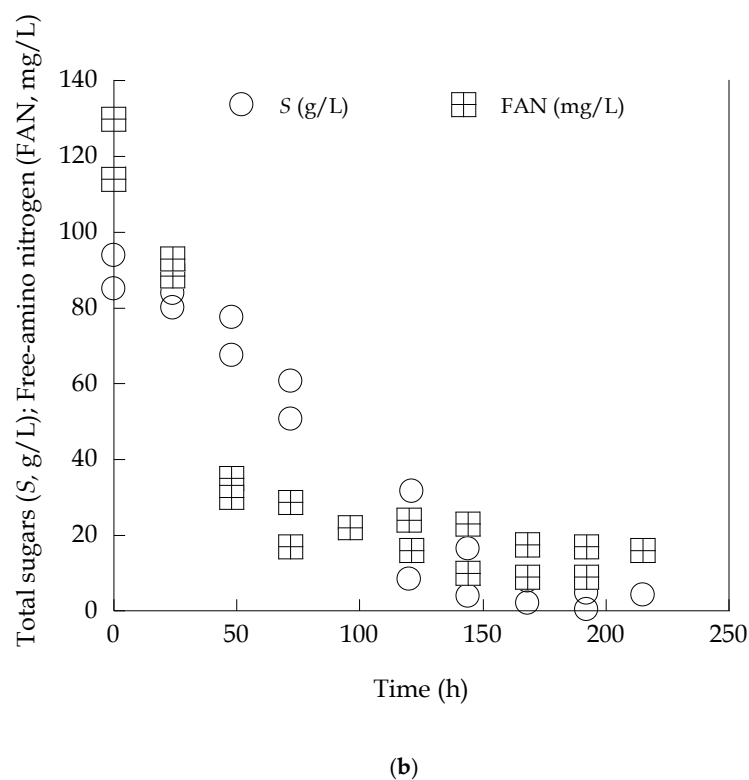 Total sugars (S, g/L); Free-amino nitrogen (FAN, mg/L)
140
120
100
80
60
40
20
0
S (g/L) FAN (mg/L)
0 50 100 150 200 250
Time (h)
(b)